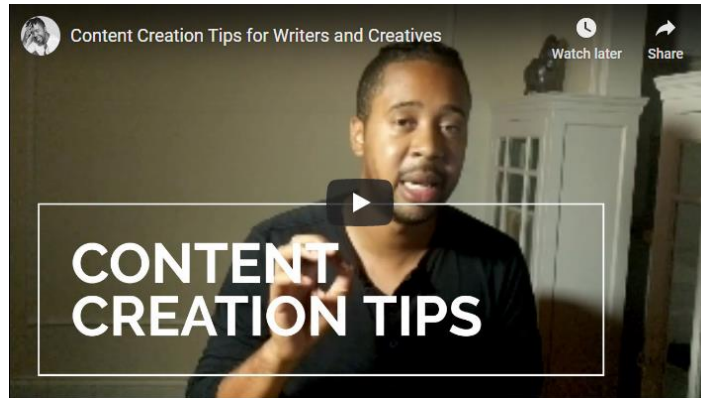 Content Creation Tips for Writers and Creatives
Watch later
Share
CONTENT
CREATION TIPS